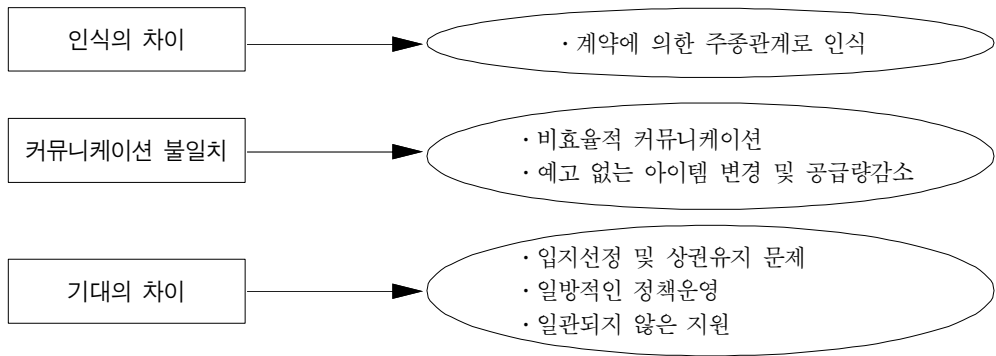 인식의 차이
· 계약에 의한 주종관계로 인식
커뮤니케이션 불일치
· 비효율적 커뮤니케이션
· 예고 없는 아이템 변경 및 공급량감소
기대의 차이
· 입지선정 및 상권유지 문제
· 일방적인 정책운영
· 일관되지 않은 지원